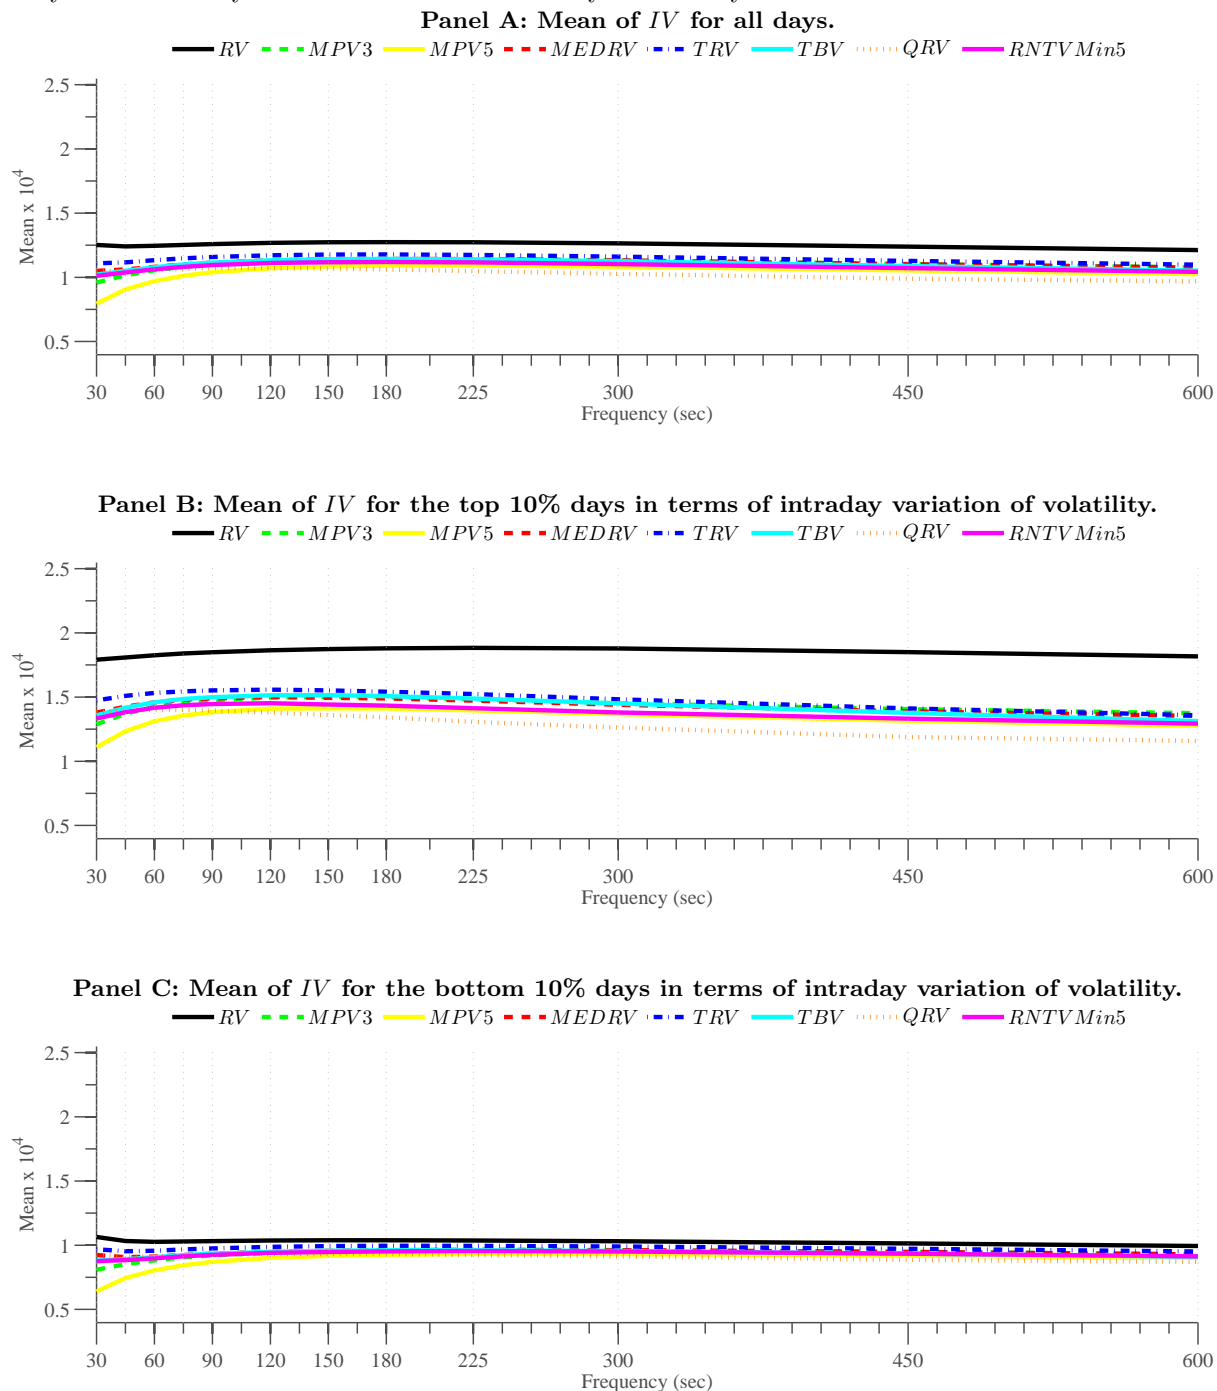 Panel A: Mean of IV for all days.
RV MPV3 MPV5 MEDRV TRV TBV QRV RNTVMin5
2.5
2
1.5
1
0.5
Mean x 10^4
30 60 90 120 150 180 225 300 450 600
Frequency (sec)
Panel B: Mean of IV for the top 10% days in terms of intraday variation of volatility.
RV MPV3 MPV5 MEDRV TRV TBV QRV RNTVMin5
2.5
2
1.5
1
0.5
Mean x 10^4
30 60 90 120 150 180 225 300 450 600
Frequency (sec)
Panel C: Mean of IV for the bottom 10% days in terms of intraday variation of volatility.
RV MPV3 MPV5 MEDRV TRV TBV QRV RNTVMin5
2.5
2
1.5
1
0.5
Mean x 10^4
30 60 90 120 150 180 225 300 450 600
Frequency (sec)